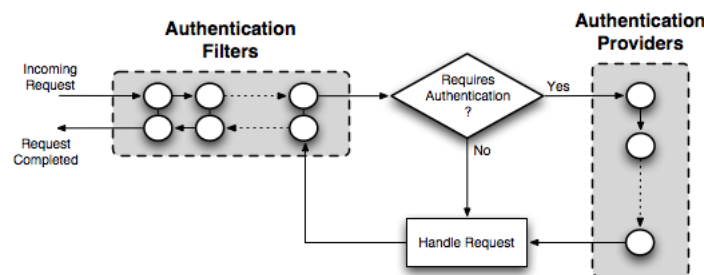 Authentication
Filters
Authentication
Providers
Incoming
Request
Requires
Authentication
?
Yes
Request
Completed
No
Handle Request